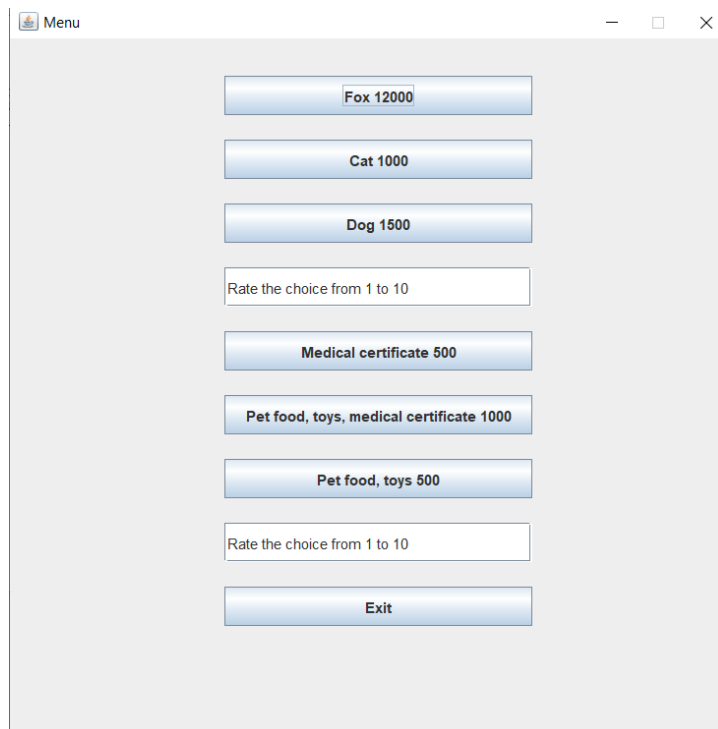 Menu
Fox 12000
Cat 1000
Dog 1500
Rate the choice from 1 to 10
Medical certificate 500
Pet food, toys, medical certificate 1000
Pet food, toys 500
Rate the choice from 1 to 10
Exit